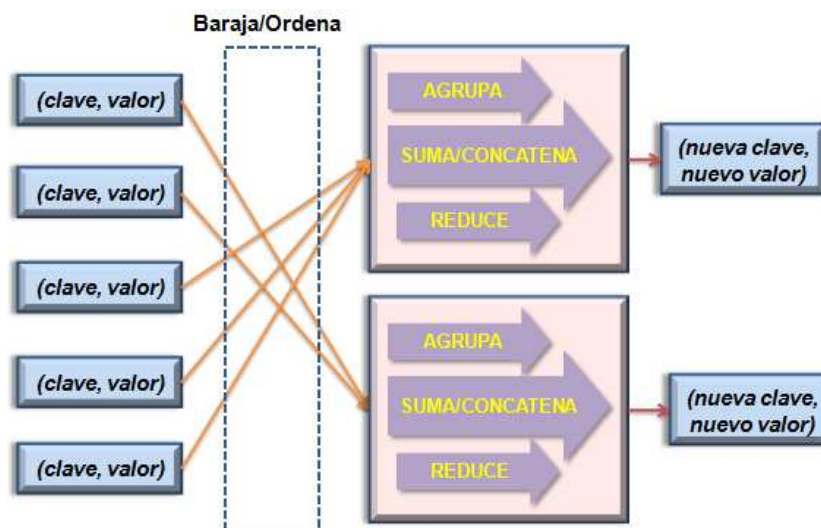 Baraja/Ordena
(clave, valor)
(clave, valor)
(clave, valor)
(clave, valor)
(clave, valor)
AGRUPA
SUMA/CONCATENA
REDUCE
(nueva clave,
nuevo valor)
AGRUPA
SUMA/CONCATENA
REDUCE
(nueva clave,
nuevo valor)